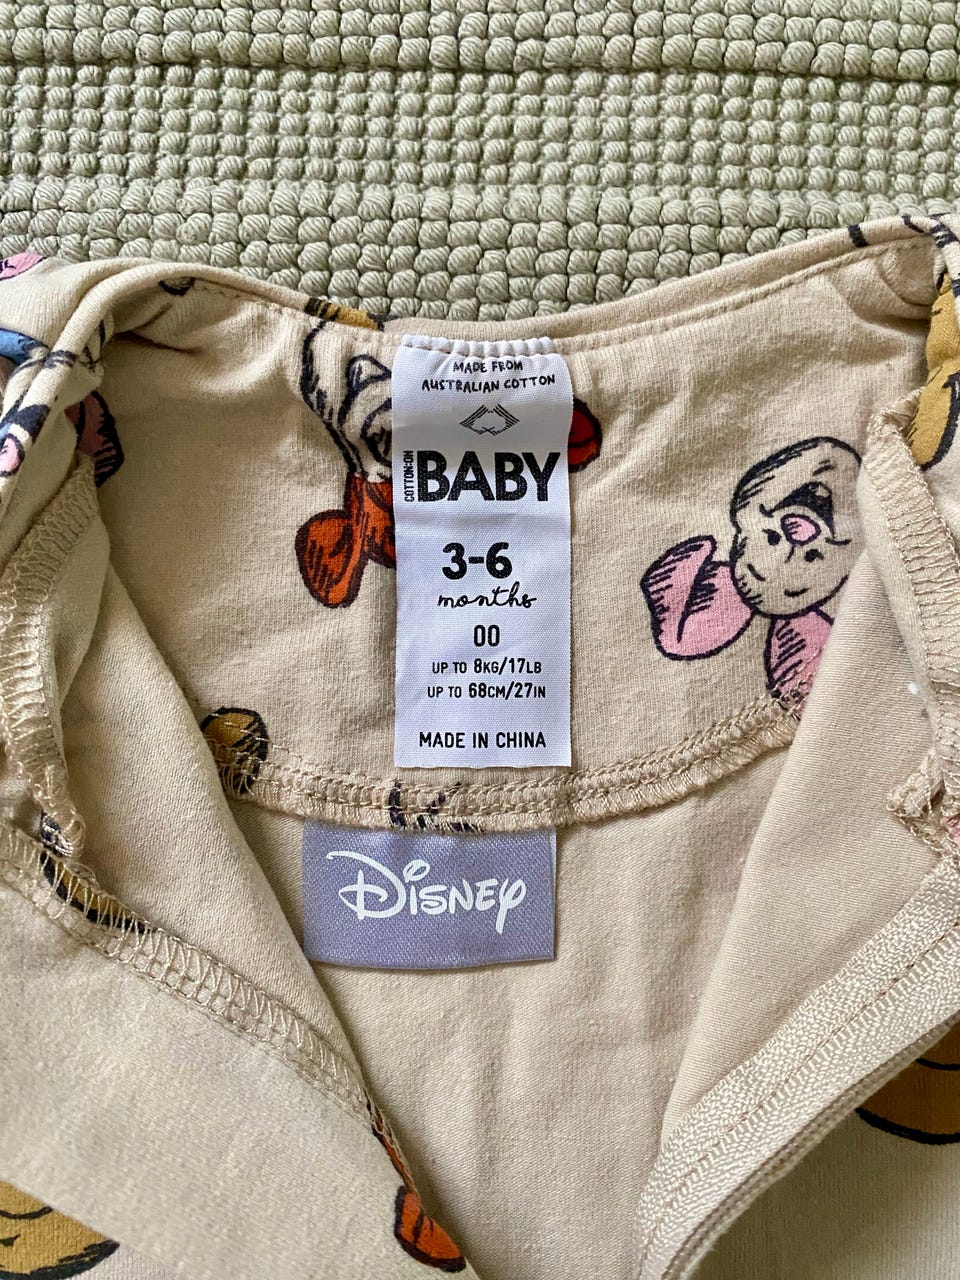 MADE FROM
AUSTRALIAN COTTON
COTTON:ON
BABY
3-6
months
00
UP TO 8KG/17LB
UP TO 68CM/27IN
MADE IN CHINA
DISNEY